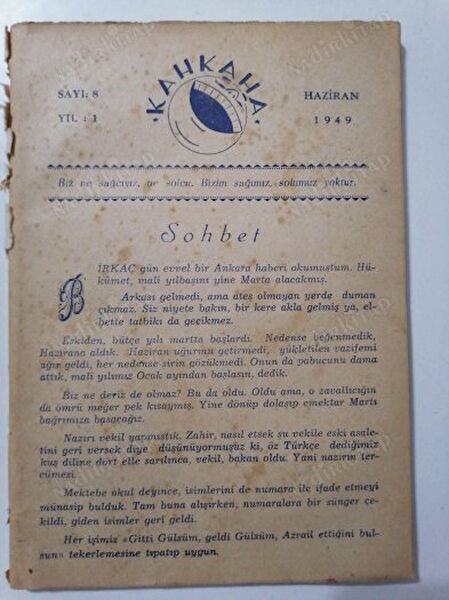 KAHKAHA
SAYI: 8
YIL : 1
HAZİRAN
1949
Biz ne sağcıyız, ne solcu. Bizim sağımız, solumuz yoktur.
Sohbet
BİRKAÇ gün evvel bir Ankara haberi okumuştum. Hü-
kûmet, mali yılbaşını yine Marta alacakmış.
Arkası gelmedi, ama ateş olmayan yerde duman
çıkmaz. Siz niyete bakın, bir kere akla gelmiş ya, el-
bette tatbikı da gecikmez.
Eskiden, bütçe yılı martta başlardı. Nedense beğenmedik,
Hazirana aldık. Haziran uğurunu getirmedi, yükletilen vazifemi
ağır geldi, her nedense şirin gözükmedi. Onun da pabucunu dama
attık, mali yılımız Ocak ayından başlasın, dedik.
Biz ne deriz de olmaz? Bu da oldu. Oldu ama, o zavallıcığın
da ömrü meğer pek kısaymış. Yine dönüp dolaşıp emektar Martı
bağrımıza basacağız.
Nazırı vekil yapmıştık. Zahir, nasıl etsek şu vekile eski asale-
tini geri versek diye düşünüyormuşuz ki, öz Türkçe dediğimiz
kuş diline dört elle sarılınca, vekil, bakan oldu. Yani nazırın ter-
cümesi.
Mektebe okul deyince, isimlerini de numara ile ifade etmeyi
münasip bulduk. Tam buna alışırken, numaralara bir sünger çe-
kildi, giden isimler geri geldi.
Her işimiz «Gitti Gülsüm, geldi Gülsüm, Azrail ettiğini bul-
sun» tekerlemesine tıpatıp uygun.